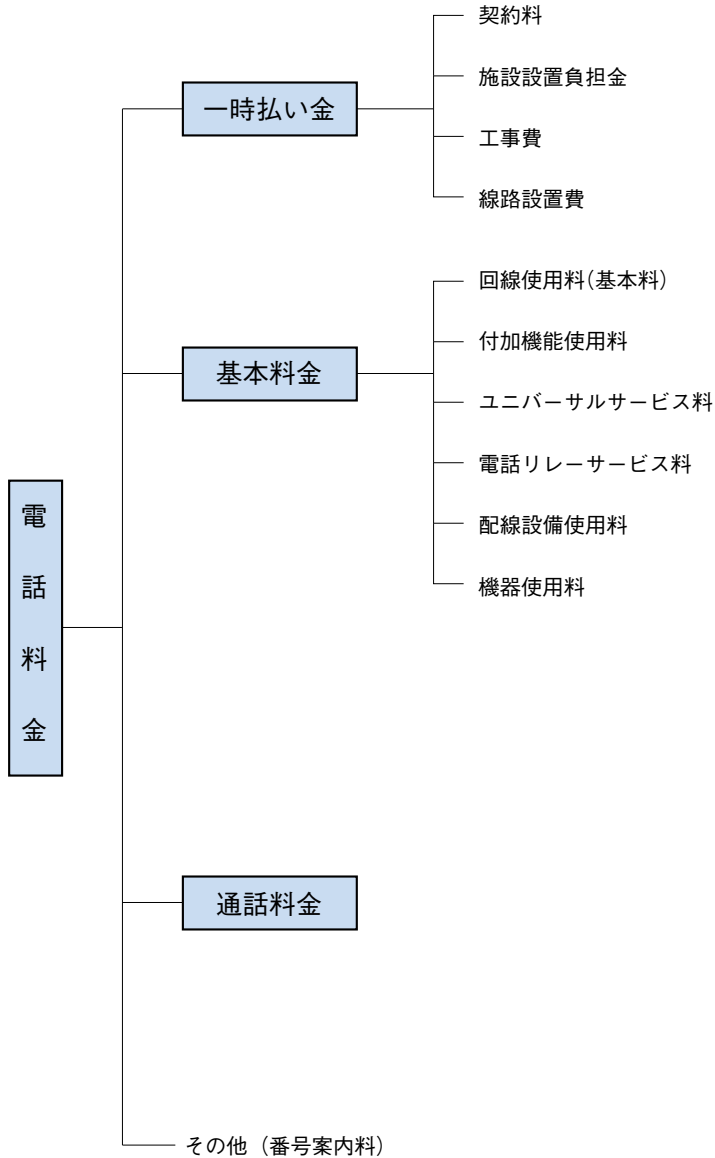 電話料金
一時払い金
契約料
施設設置負担金
工事費
線路設置費
基本料金
回線使用料(基本料)
付加機能使用料
ユニバーサルサービス料
電話リレーサービス料
配線設備使用料
機器使用料
通話料金
その他（番号案内料）